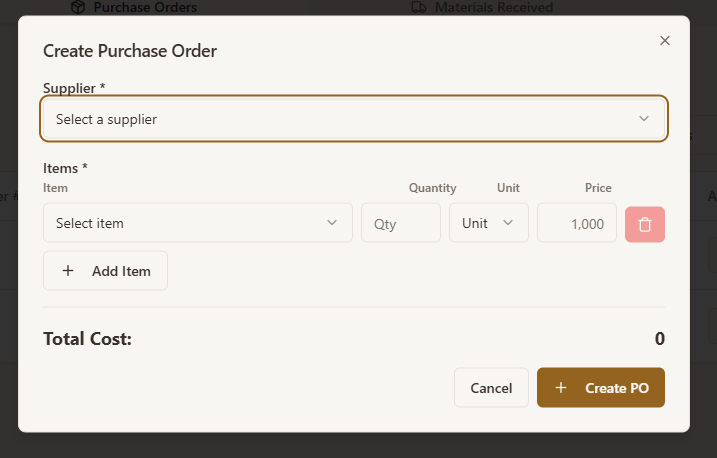 Purchase Orders Materials Received
Create Purchase Order
Supplier *
Select a supplier
Items *
Item Quantity Unit Price
Select item Qty Unit 1,000
Add Item
Total Cost: 0
Cancel Create PO